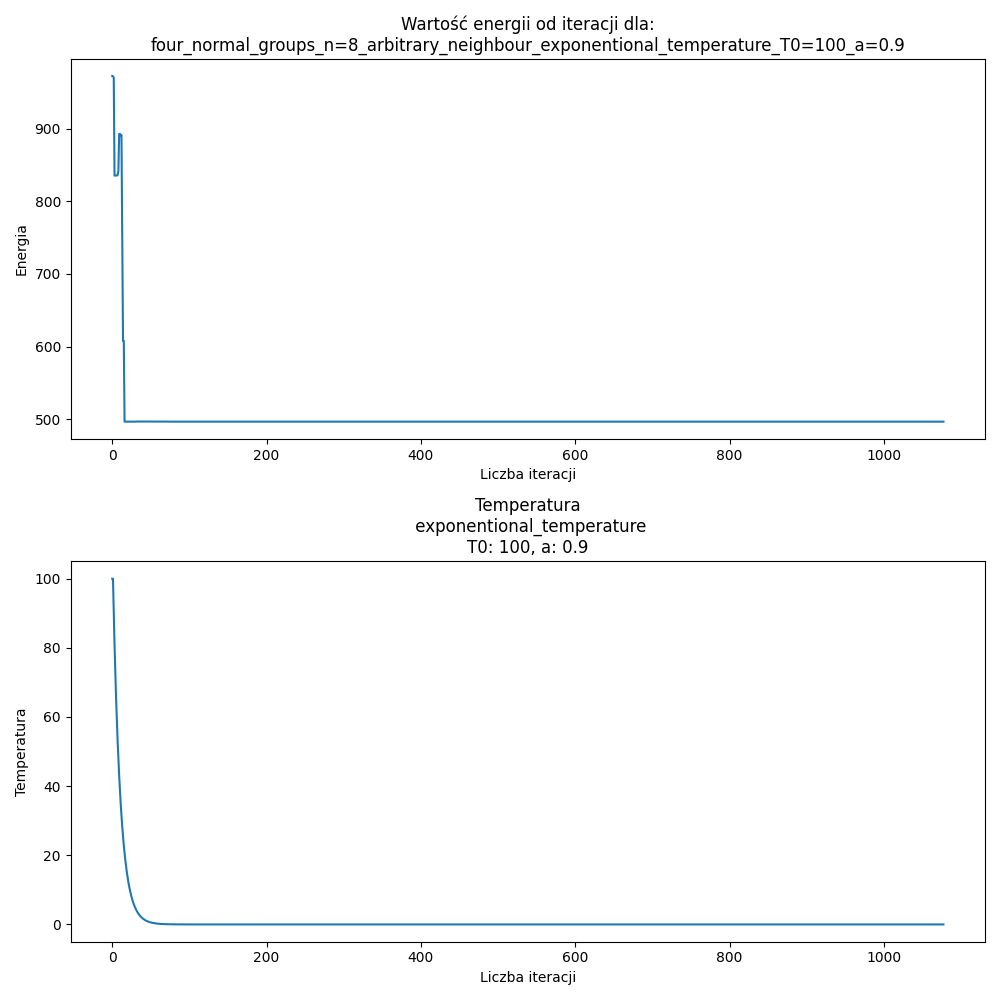 Wartość energii od iteracji dla:
four_normal_groups_n=8_arbitrary_neighbour_exponentional_temperature_T0=100_a=0.9
900
800
700
600
500
Energia
0 200 400 600 800 1000
Liczba iteracji
Temperatura
exponentional_temperature
T0: 100, a: 0.9
100
80
60
40
20
0
Temperatura
0 200 400 600 800 1000
Liczba iteracji